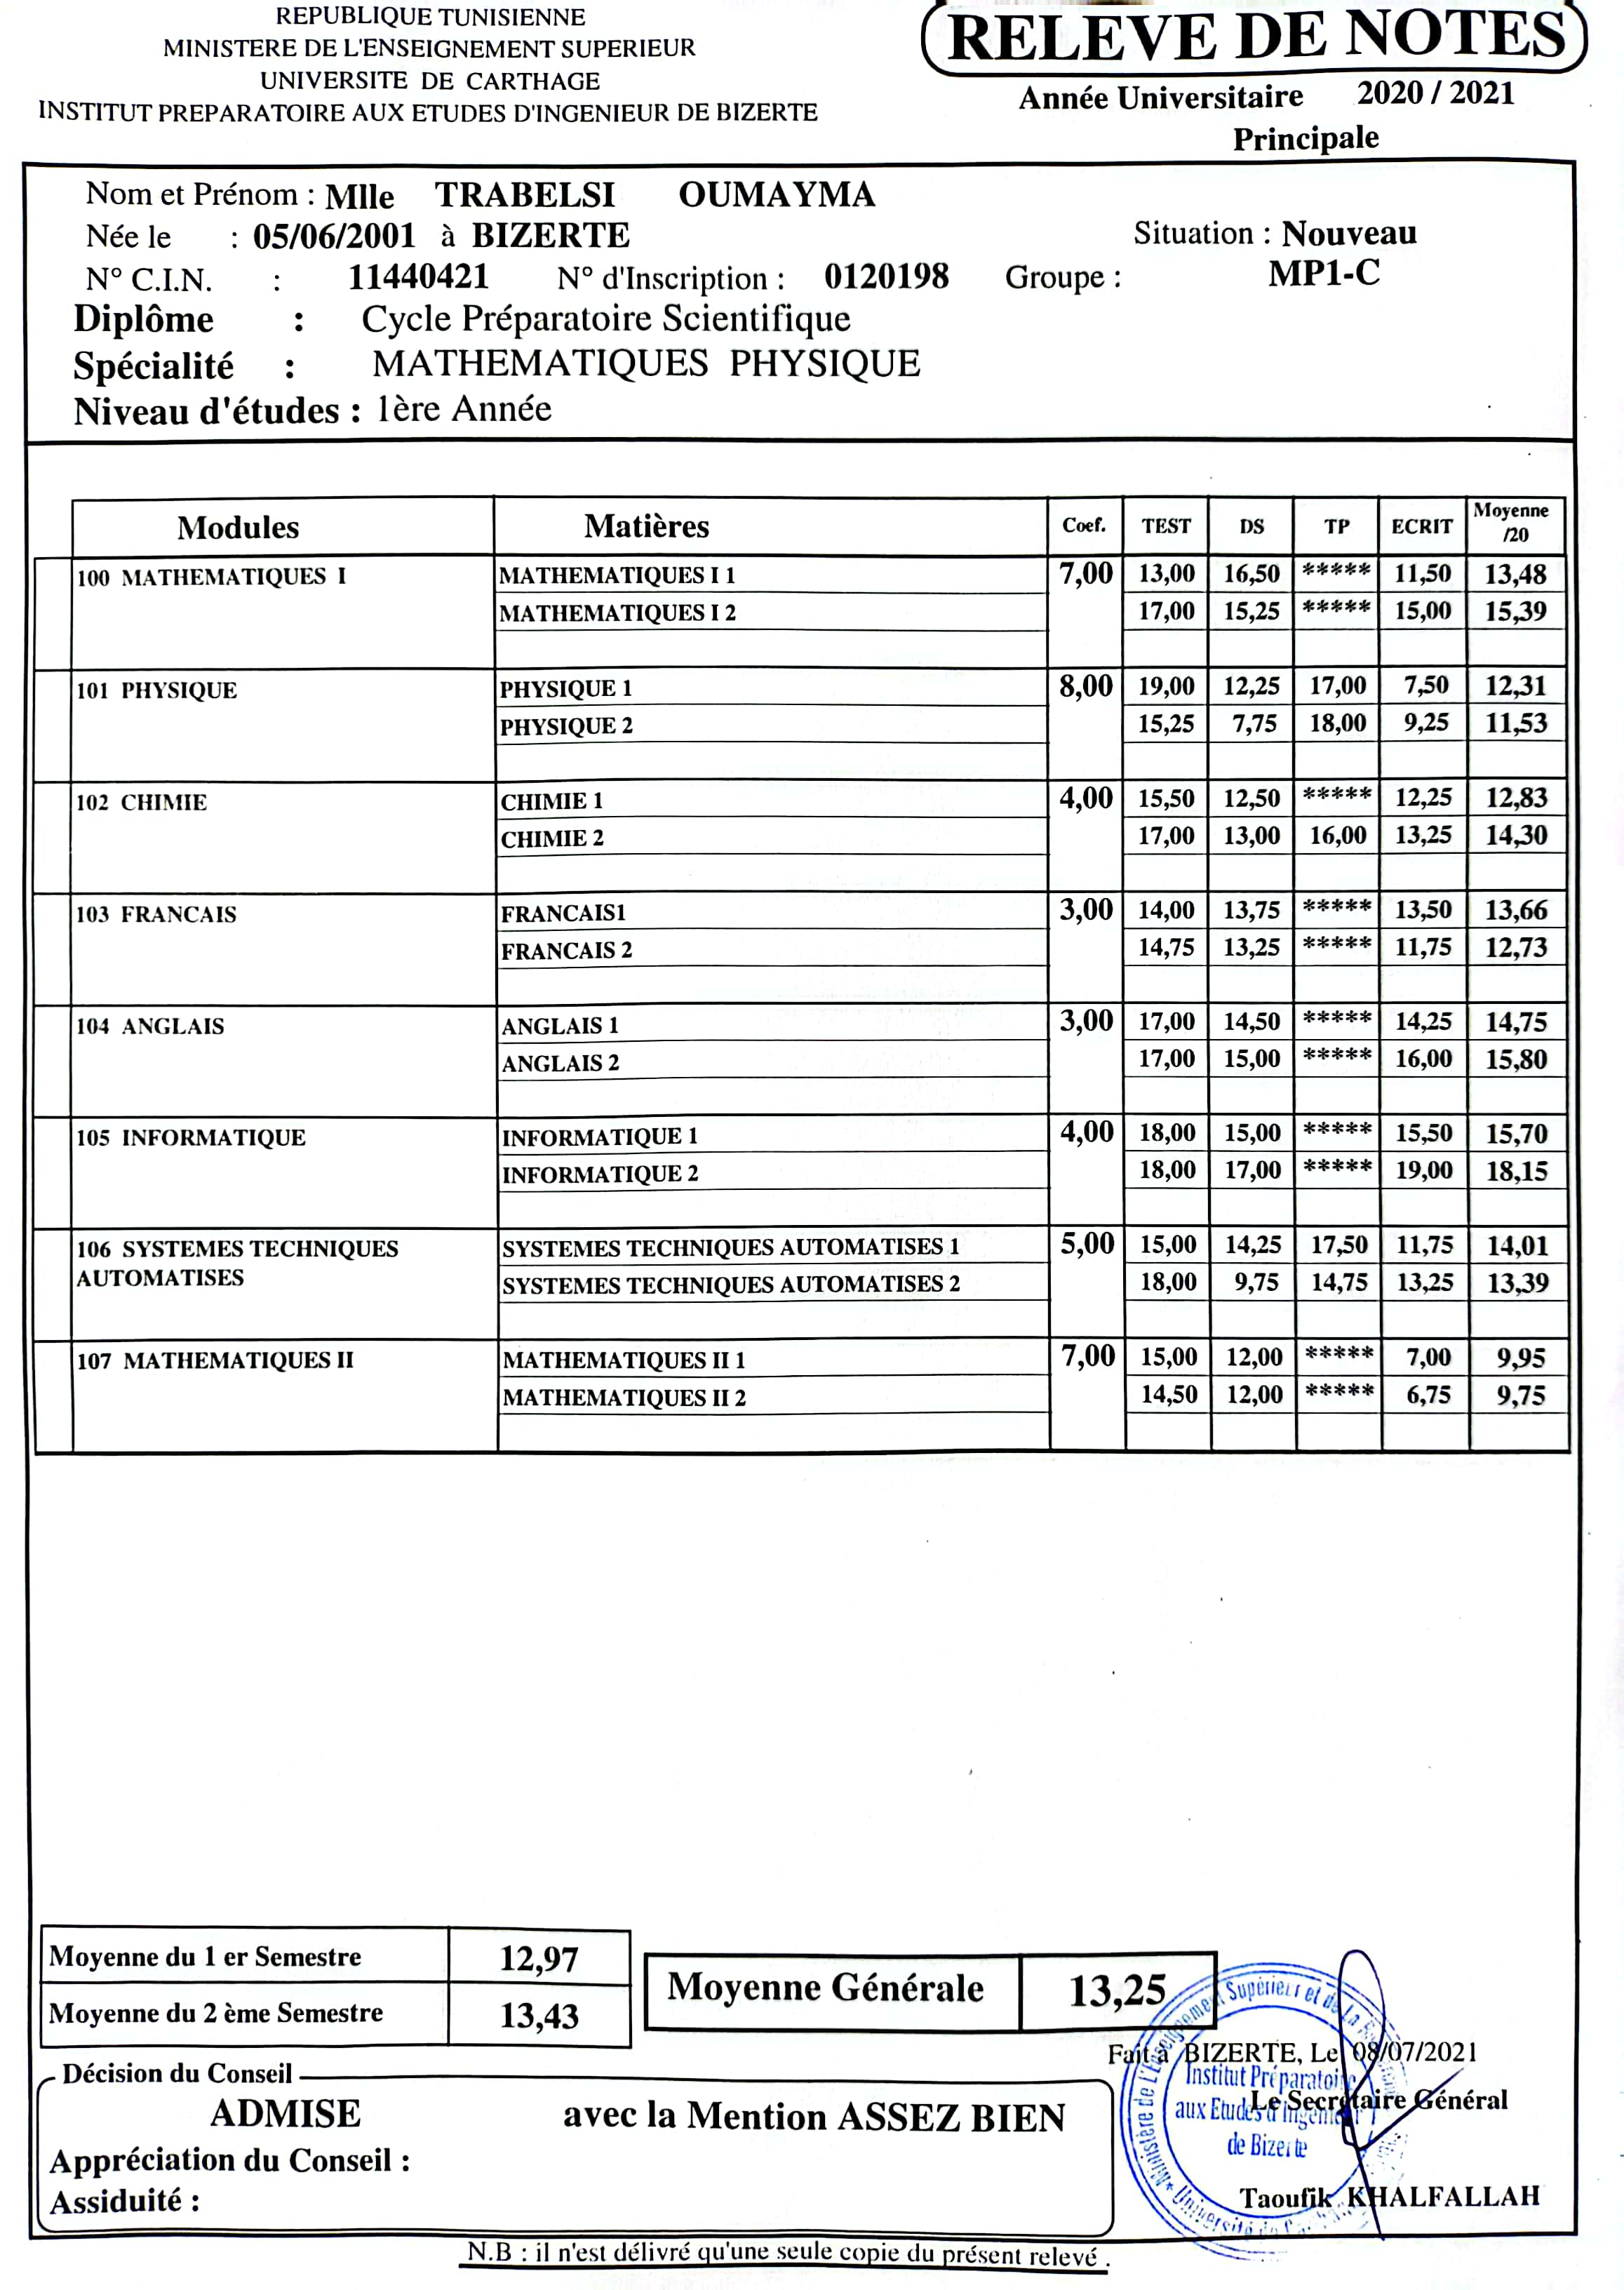 REPUBLIQUE TUNISIENNE
MINISTERE DE L'ENSEIGNEMENT SUPERIEUR
UNIVERSITE DE CARTHAGE
INSTITUT PREPARATOIRE AUX ETUDES D'INGENIEUR DE BIZERTE
RELEVE DE NOTES
Année Universitaire 2020 / 2021
Principale
Nom et Prénom : Mlle TRABELSI OUMAYMA
Née le : 05/06/2001 à BIZERTE Situation : Nouveau
N° C.I.N. : 11440421 N° d'Inscription : 0120198 Groupe : MP1-C
Diplôme : Cycle Préparatoire Scientifique
Spécialité : MATHEMATIQUES PHYSIQUE
Niveau d'études : 1ère Année
Modules Matières Coef. TEST DS TP ECRIT Moyenne /20
100 MATHEMATIQUES I MATHEMATIQUES I 1 7,00 13,00 16,50 ***** 11,50 13,48
MATHEMATIQUES I 2 17,00 15,25 ***** 15,00 15,39
101 PHYSIQUE PHYSIQUE 1 8,00 19,00 12,25 17,00 7,50 12,31
PHYSIQUE 2 15,25 7,75 18,00 9,25 11,53
102 CHIMIE CHIMIE 1 4,00 15,50 12,50 ***** 12,25 12,83
CHIMIE 2 17,00 13,00 16,00 13,25 14,30
103 FRANCAIS FRANCAIS1 3,00 14,00 13,75 ***** 13,50 13,66
FRANCAIS 2 14,75 13,25 ***** 11,75 12,73
104 ANGLAIS ANGLAIS 1 3,00 17,00 14,50 ***** 14,25 14,75
ANGLAIS 2 17,00 15,00 ***** 16,00 15,80
105 INFORMATIQUE INFORMATIQUE 1 4,00 18,00 15,00 ***** 15,50 15,70
INFORMATIQUE 2 18,00 17,00 ***** 19,00 18,15
106 SYSTEMES TECHNIQUES SYSTEMES TECHNIQUES AUTOMATISES 1 5,00 15,00 14,25 17,50 11,75 14,01
AUTOMATISES SYSTEMES TECHNIQUES AUTOMATISES 2 18,00 9,75 14,75 13,25 13,39
107 MATHEMATIQUES II MATHEMATIQUES II 1 7,00 15,00 12,00 ***** 7,00 9,95
MATHEMATIQUES II 2 14,50 12,00 ***** 6,75 9,75
Moyenne du 1 er Semestre 12,97
Moyenne du 2 ème Semestre 13,43
Moyenne Générale 13,25
Fait à BIZERTE, Le 08/07/2021
Le Secrétaire Général
Taoufik KHALFALLAH
Ministère de L'Enseignement Supérieur et de La
Institut Préparatoire
aux Etudes d'Ingénieur
de Bizerte
Université de
Décision du Conseil
ADMISE avec la Mention ASSEZ BIEN
Appréciation du Conseil :
Assiduité :
N.B : il n'est délivré qu'une seule copie du présent relevé .